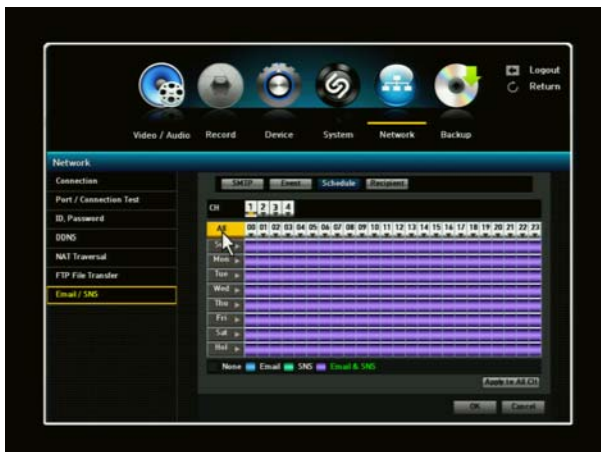 Logout
Return
Video / Audio Record Device System Network Backup
Network
Connection
Port / Connection Test
ID, Password
DDNS
NAT Traversal
FTP File Transfer
Email / SNS
SMTP Event Schedule Recipient
CH 1 2 3 4
All 00 01 02 03 04 05 06 07 08 09 10 11 12 13 14 15 16 17 18 19 20 21 22 23
Mon
Tue
Wed
Thu
Fri
Sat
Hol
None Email SNS Email & SNS
Apply to All CH
OK Cancel